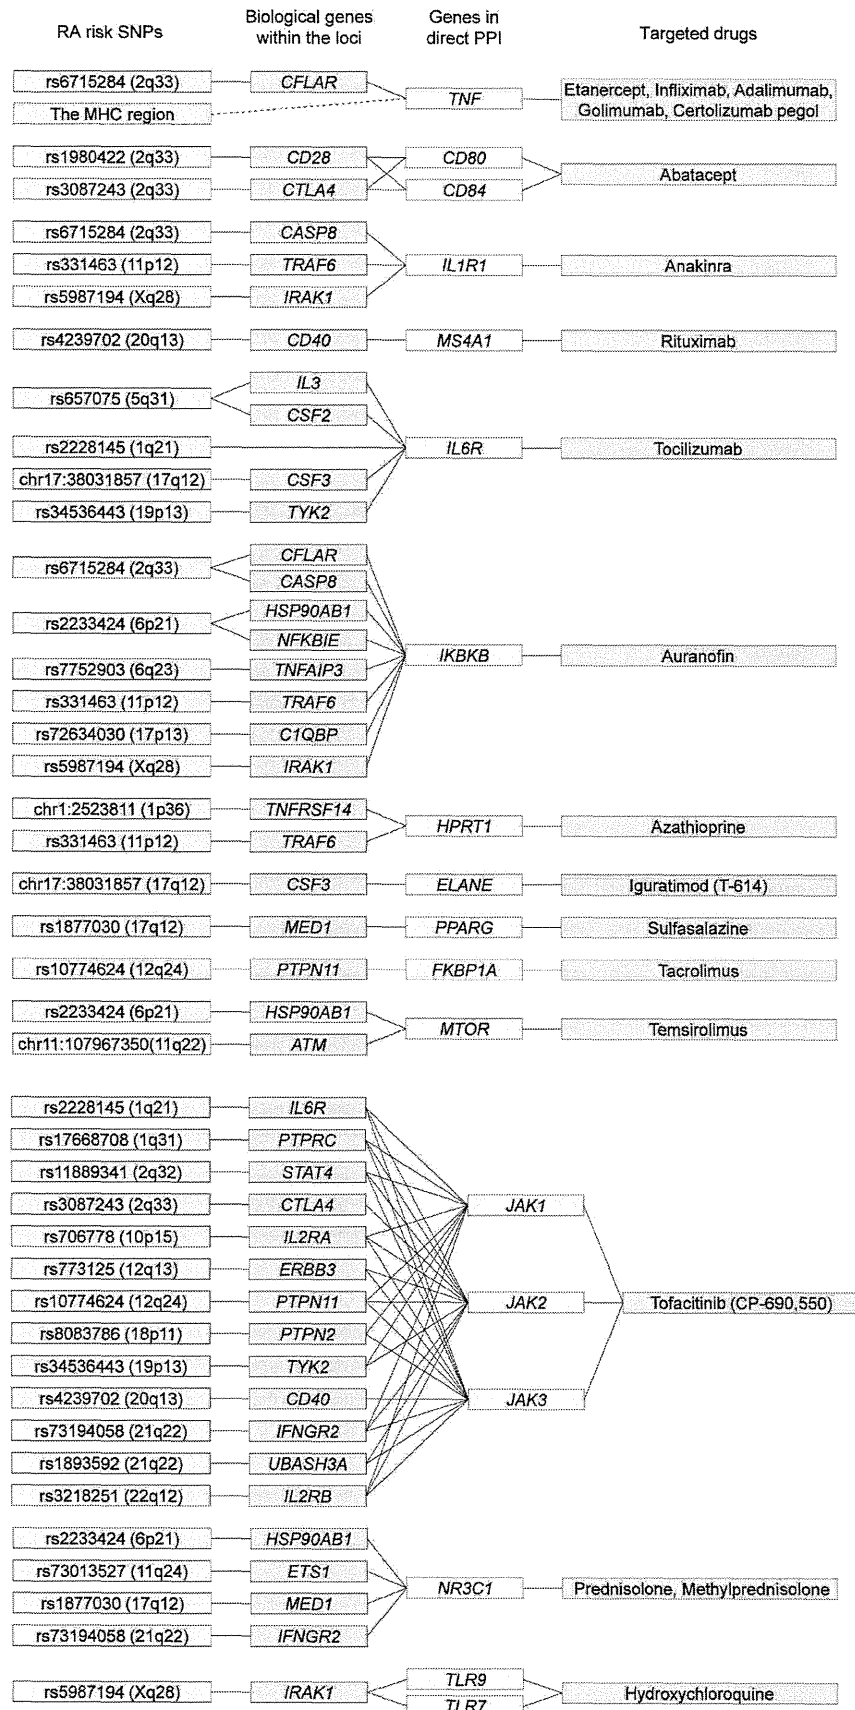 RA risk SNPs
Biological genes
within the loci
Genes in
direct PPI
Targeted drugs
rs6715284 (2q33)
CFLAR
The MHC region
TNF
Etanercept, Infliximab, Adalimumab,
Golimumab, Certolizumab pegol
rs1980422 (2q33)
CD28
CD80
rs3087243 (2q33)
CTLA4
CD84
Abatacept
rs6715284 (2q33)
CASP8
rs331463 (11p12)
TRAF6
IL1R1
Anakinra
rs5987194 (Xq28)
IRAK1
rs4239702 (20q13)
CD40
MS4A1
Rituximab
rs657075 (5q31)
IL3
CSF2
rs2228145 (1q21)
IL6R
Tocilizumab
chr17:38031857 (17q12)
CSF3
rs34536443 (19p13)
TYK2
rs6715284 (2q33)
CFLAR
CASP8
rs2233424 (6p21)
HSP90AB1
NFKBIE
rs7752903 (6q23)
TNFAIP3
IKBKB
Auranofin
rs331463 (11p12)
TRAF6
rs72634030 (17p13)
C1QBP
rs5987194 (Xq28)
IRAK1
chr1:2523811 (1p36)
TNFRSF14
rs331463 (11p12)
TRAF6
HPRT1
Azathioprine
chr17:38031857 (17q12)
CSF3
ELANE
Iguratimod (T-614)
rs1877030 (17q12)
MED1
PPARG
Sulfasalazine
rs10774624 (12q24)
PTPN11
FKBP1A
Tacrolimus
rs2233424 (6p21)
HSP90AB1
chr11:107967350(11q22)
ATM
MTOR
Temsirolimus
rs2228145 (1q21)
IL6R
rs17668708 (1q31)
PTPRC
rs11889341 (2q32)
STAT4
rs3087243 (2q33)
CTLA4
JAK1
rs706778 (10p15)
IL2RA
rs773125 (12q13)
ERBB3
rs10774624 (12q24)
PTPN11
JAK2
Tofacitinib (CP-690,550)
rs8083786 (18p11)
PTPN2
rs34536443 (19p13)
TYK2
rs4239702 (20q13)
CD40
JAK3
rs73194058 (21q22)
IFNGR2
rs1893592 (21q22)
UBASH3A
rs3218251 (22q12)
IL2RB
rs2233424 (6p21)
HSP90AB1
rs73013527 (11q24)
ETS1
NR3C1
Prednisolone, Methylprednisolone
rs1877030 (17q12)
MED1
rs73194058 (21q22)
IFNGR2
rs5987194 (Xq28)
IRAK1
TLR9
TLR7
Hydroxychloroquine